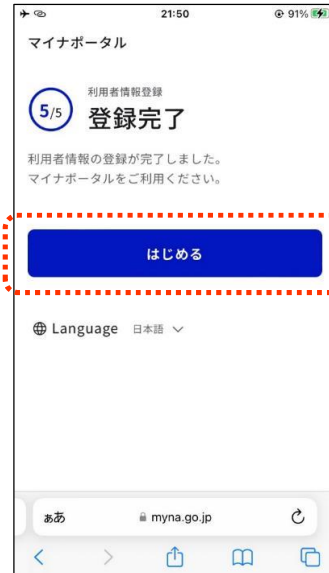 21:50
91%
マイナポータル
5/5
利用者情報登録
登録完了
利用者情報の登録が完了しました。
マイナポータルをご利用ください。
はじめる
Language 日本語
ぁあ
myna.go.jp